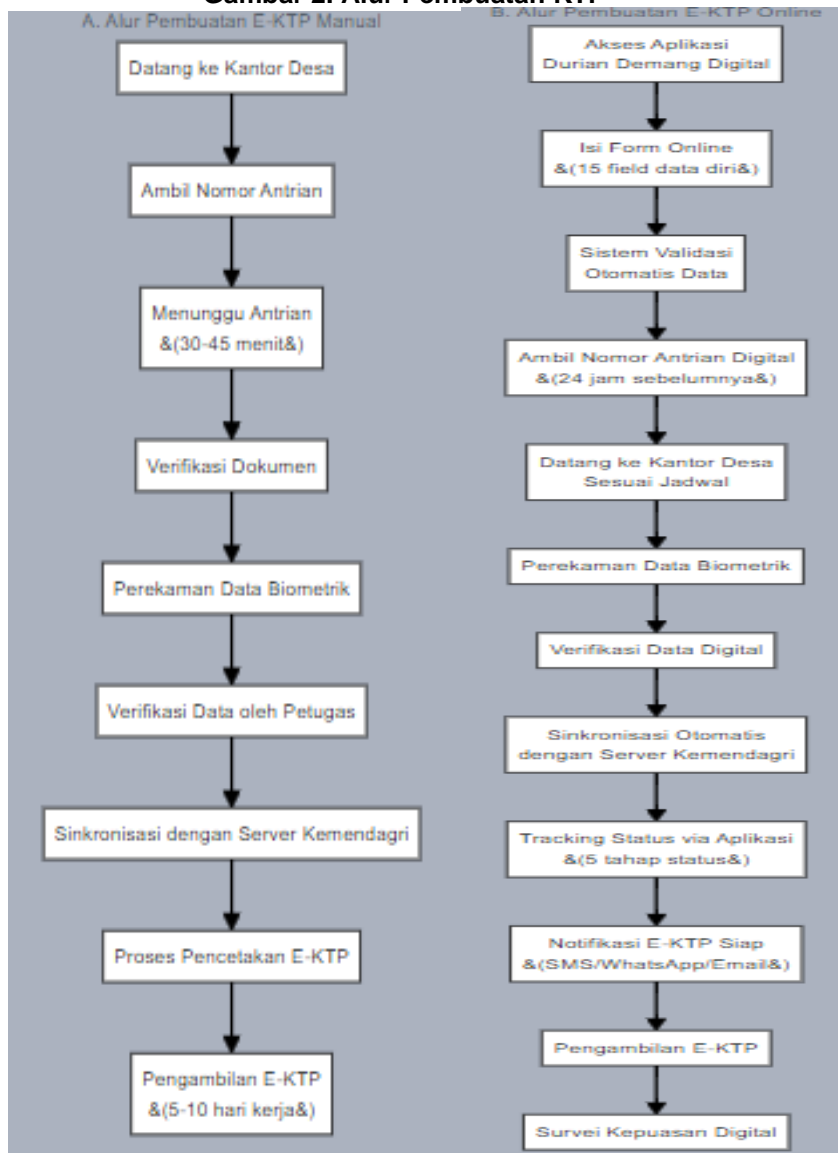 Gambar 2. Alur Pembuatan KTP
A. Alur Pembuatan E-KTP Manual
Datang ke Kantor Desa
Ambil Nomor Antrian
Menunggu Antrian
&(30-45 menit&)
Verifikasi Dokumen
Perekaman Data Biometrik
Verifikasi Data oleh Petugas
Sinkronisasi dengan Server Kemendagri
Proses Pencetakan E-KTP
Pengambilan E-KTP
&(5-10 hari kerja&)
B. Alur Pembuatan E-KTP Online
Akses Aplikasi
Durian Demang Digital
Isi Form Online
&(15 field data diri&)
Sistem Validasi
Otomatis Data
Ambil Nomor Antrian Digital
&(24 jam sebelumnya&)
Datang ke Kantor Desa
Sesuai Jadwal
Perekaman Data Biometrik
Verifikasi Data Digital
Sinkronisasi Otomatis
dengan Server Kemendagri
Tracking Status via Aplikasi
&(5 tahap status&)
Notifikasi E-KTP Siap
&(SMS/WhatsApp/Email&)
Pengambilan E-KTP
Survei Kepuasan Digital